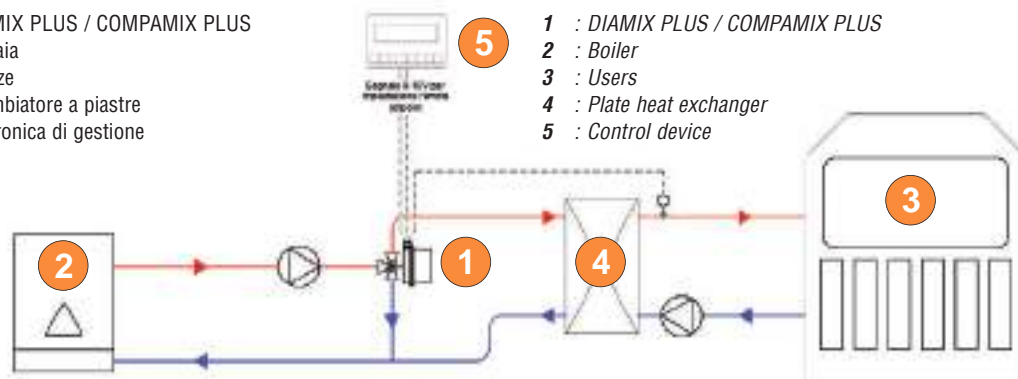 MIX PLUS / COMPAMIX PLUS
aia
ze
mbiatore a piastre
ronica di gestione
5
1 : DIAMIX PLUS / COMPAMIX PLUS
2 : Boiler
3 : Users
4 : Plate heat exchanger
5 : Control device
3
2
1
4